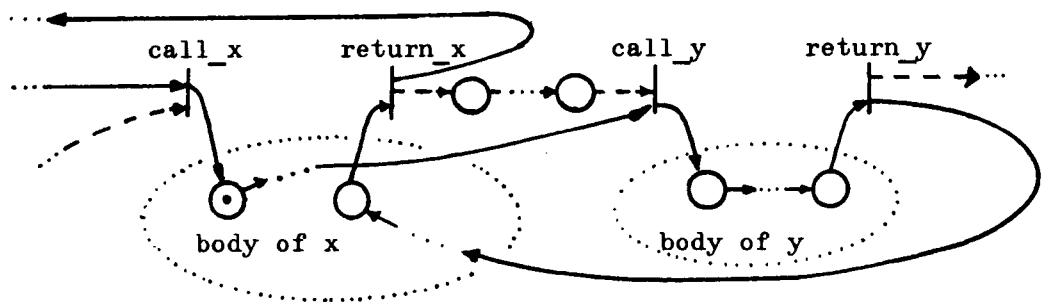 call_x return_x call_y return_y
body of x body of y